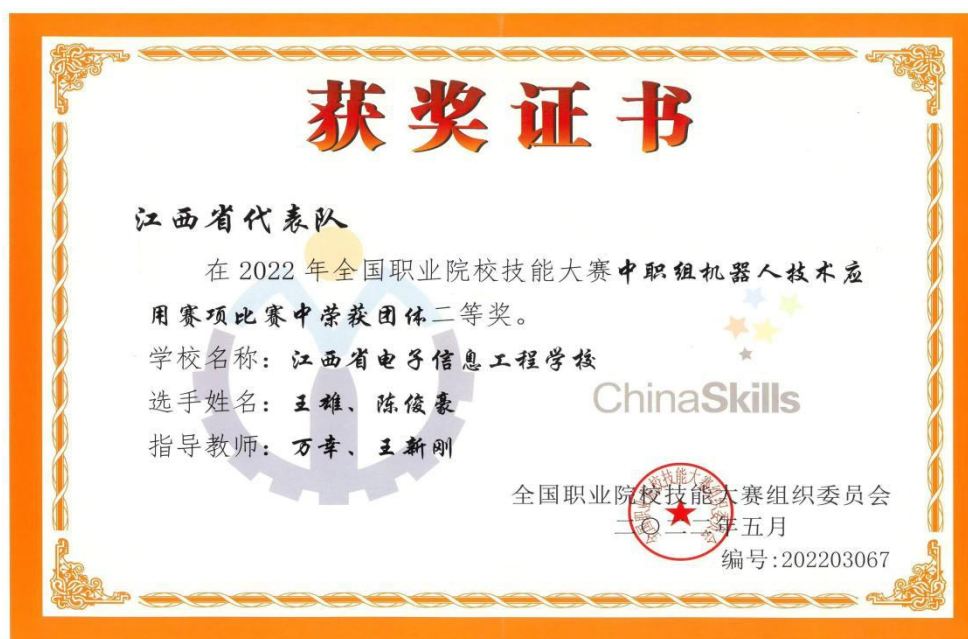 获奖证书
江西省代表队
在 2022 年全国职业院校技能大赛中职组机器人技术应
用赛项比赛中荣获团体二等奖。
学校名称：江西省电子信息工程学校
选手姓名：王雄、陈俊豪
指导教师：万幸、王新刚
ChinaSkills
全国职业院校技能大赛组织委员会
二〇二二年五月
编号:202203067